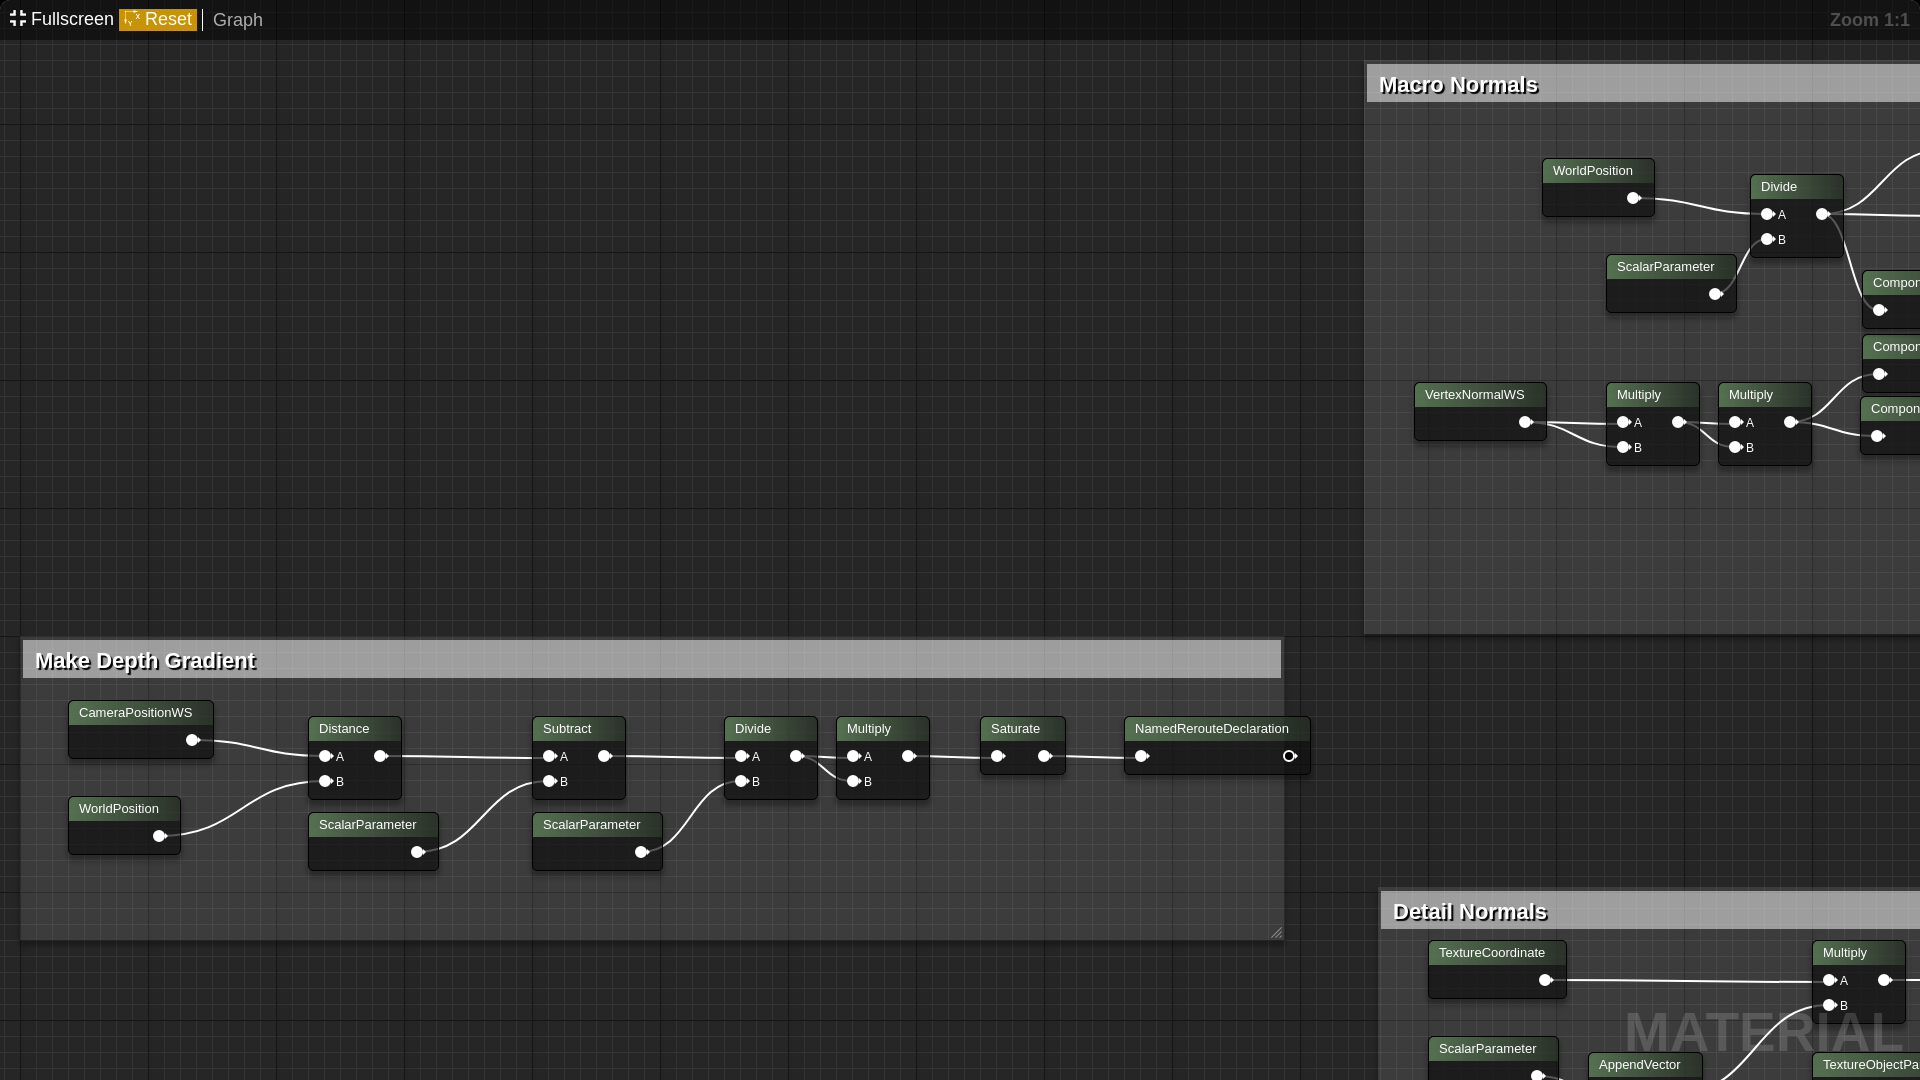 Fullscreen Reset Graph
Zoom 1:1
Macro Normals
WorldPosition
Divide
A
B
ScalarParameter
Compon
Compon
VertexNormalWS
Multiply
A
B
Multiply
A
B
Compon
Make Depth Gradient
CameraPositionWS
Distance
A
B
Subtract
A
B
Divide
A
B
Multiply
A
B
Saturate
NamedRerouteDeclaration
WorldPosition
ScalarParameter
ScalarParameter
Detail Normals
TextureCoordinate
Multiply
A
B
MATERIAL
ScalarParameter
AppendVector
TextureObjectPa